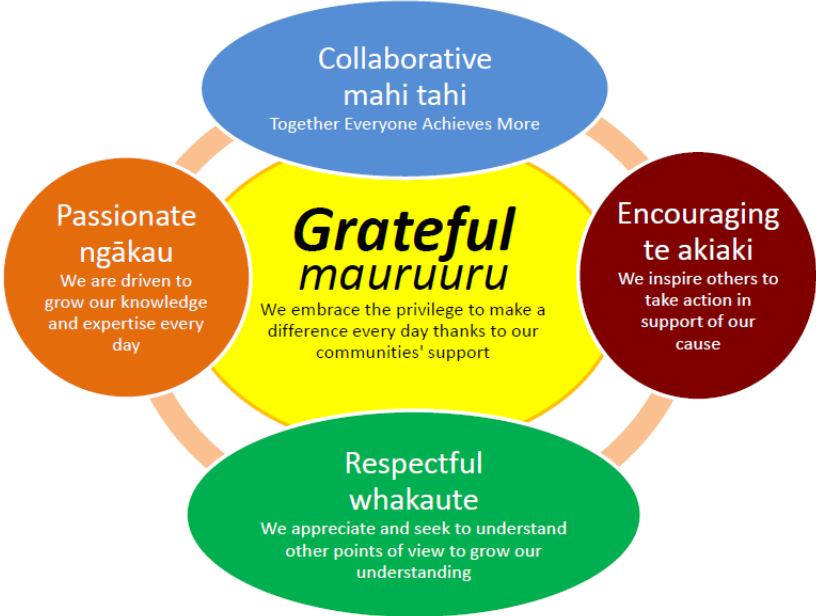 Collaborative
mahi tahi
Together Everyone Achieves More
Passionate
ngākau
We are driven to
grow our knowledge
and expertise every
day
Grateful
mauruuru
We embrace the privilege to make a
difference every day thanks to our
communities' support
Encouraging
te akiaki
We inspire others to
take action in
support of our
cause
Respectful
whakaute
We appreciate and seek to understand
other points of view to grow our
understanding